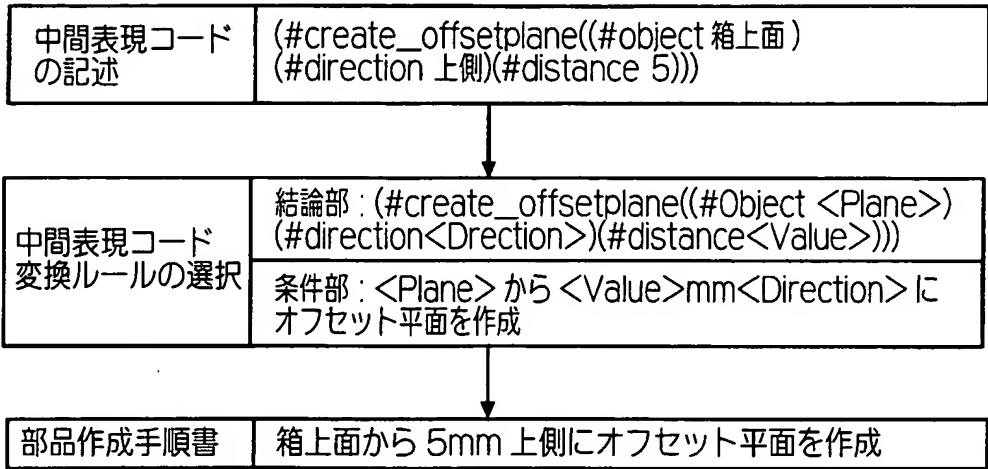 中間表現コード
の記述
(#create_offsetplane((#object 箱上面)
(#direction 上側)(#distance 5)))
中間表現コード
変換ルールの選択
結論部 : (#create_offsetplane((#Object <Plane>)
(#direction<Drection>)(#distance<Value>)))
条件部 : <Plane> から <Value>mm<Direction> に
オフセット平面を作成
部品作成手順書
箱上面から 5mm 上側にオフセット平面を作成